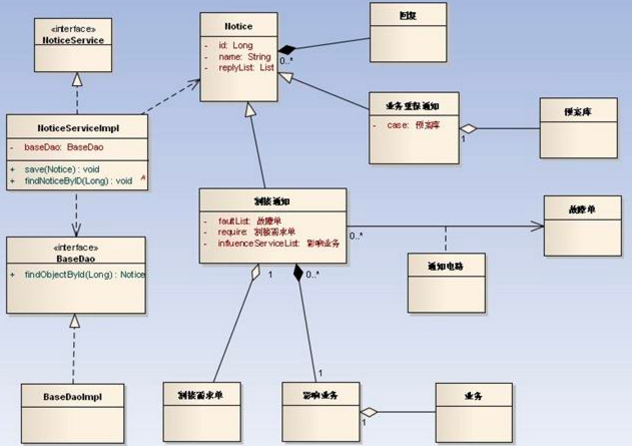 «interface»
NoticeService
Notice
- id: Long
- name: String
- replyList: List
0..*
回复
业务重保通知
- case: 预案库
1
预案库
NoticeServiceImpl
- baseDao: BaseDao
+ save(Notice) : void
+ findNoticeByID(Long) : void
A
割接通知
- faultList: 故障单
- require: 割接需求单
- influenceServiceList: 影响业务
0..*
故障单
通知电路
«interface»
BaseDao
+ findObjectById(Long) : Notice
1
0..*
BaseDaoImpl
割接需求单
1
影响业务
1
业务